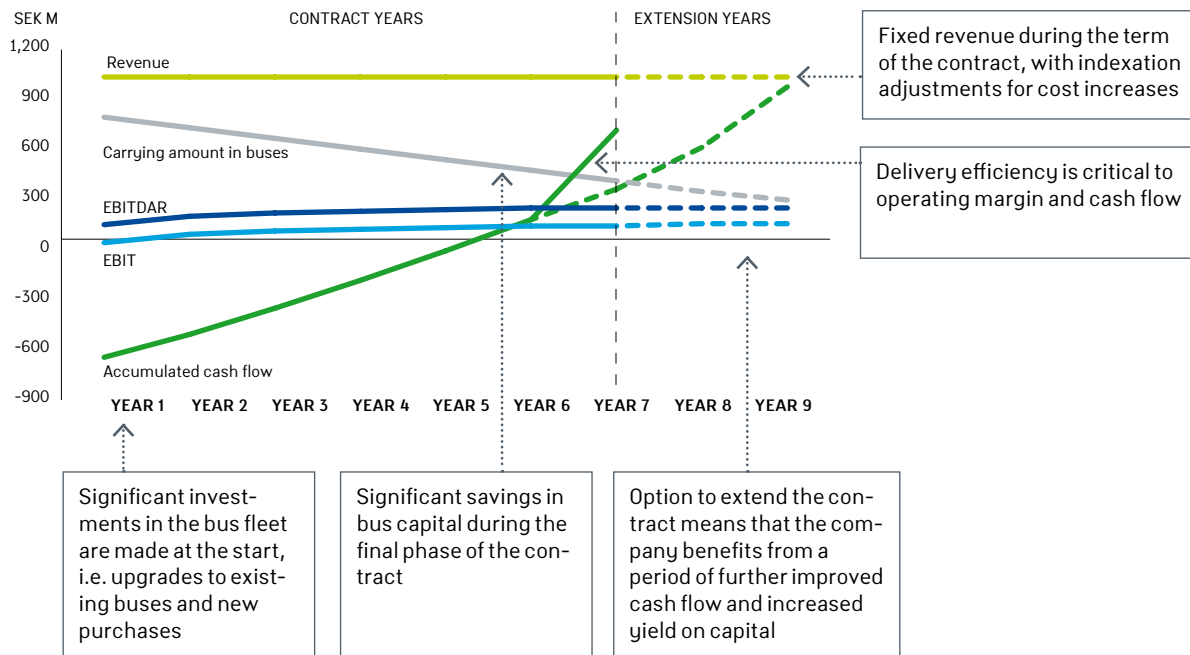 SEK M
CONTRACT YEARS
EXTENSION YEARS
1,200
900
600
300
0
-300
-600
-900
Revenue
Carrying amount in buses
EBITDAR
EBIT
Accumulated cash flow
YEAR 1 YEAR 2 YEAR 3 YEAR 4 YEAR 5 YEAR 6 YEAR 7 YEAR 8 YEAR 9
Fixed revenue during the term
of the contract, with indexation
adjustments for cost increases
Delivery efficiency is critical to
operating margin and cash flow
Significant invest-
ments in the bus fleet
are made at the start,
i.e. upgrades to exist-
ing buses and new
purchases
Significant savings in
bus capital during the
final phase of the con-
tract
Option to extend the con-
tract means that the com-
pany benefits from a
period of further improved
cash flow and increased
yield on capital